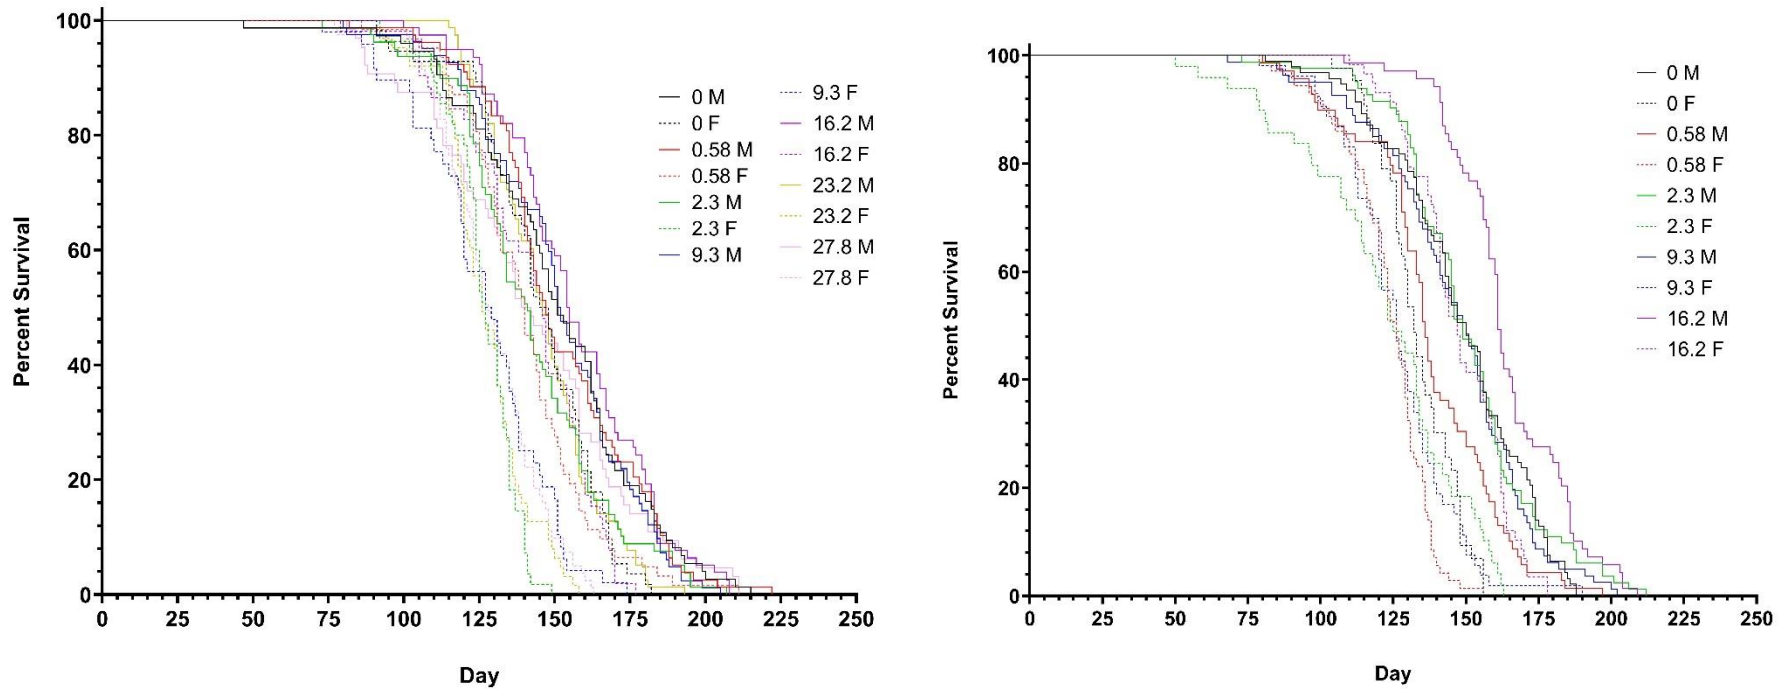 100
80
60
40
20
0
Percent Survival
0 25 50 75 100 125 150 175 200 225 250
Day
0 M
0 F
0.58 M
0.58 F
2.3 M
2.3 F
9.3 M
9.3 F
16.2 M
16.2 F
23.2 M
23.2 F
27.8 M
27.8 F
100
80
60
40
20
0
Percent Survival
0 25 50 75 100 125 150 175 200 225 250
Day
0 M
0 F
0.58 M
0.58 F
2.3 M
2.3 F
9.3 M
9.3 F
16.2 M
16.2 F